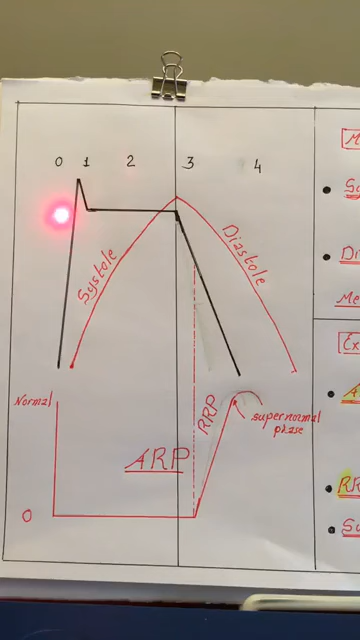 0 1 2 3 4
Systole
Diastole
Normal
RRP
supernormal
phase
ARP
0